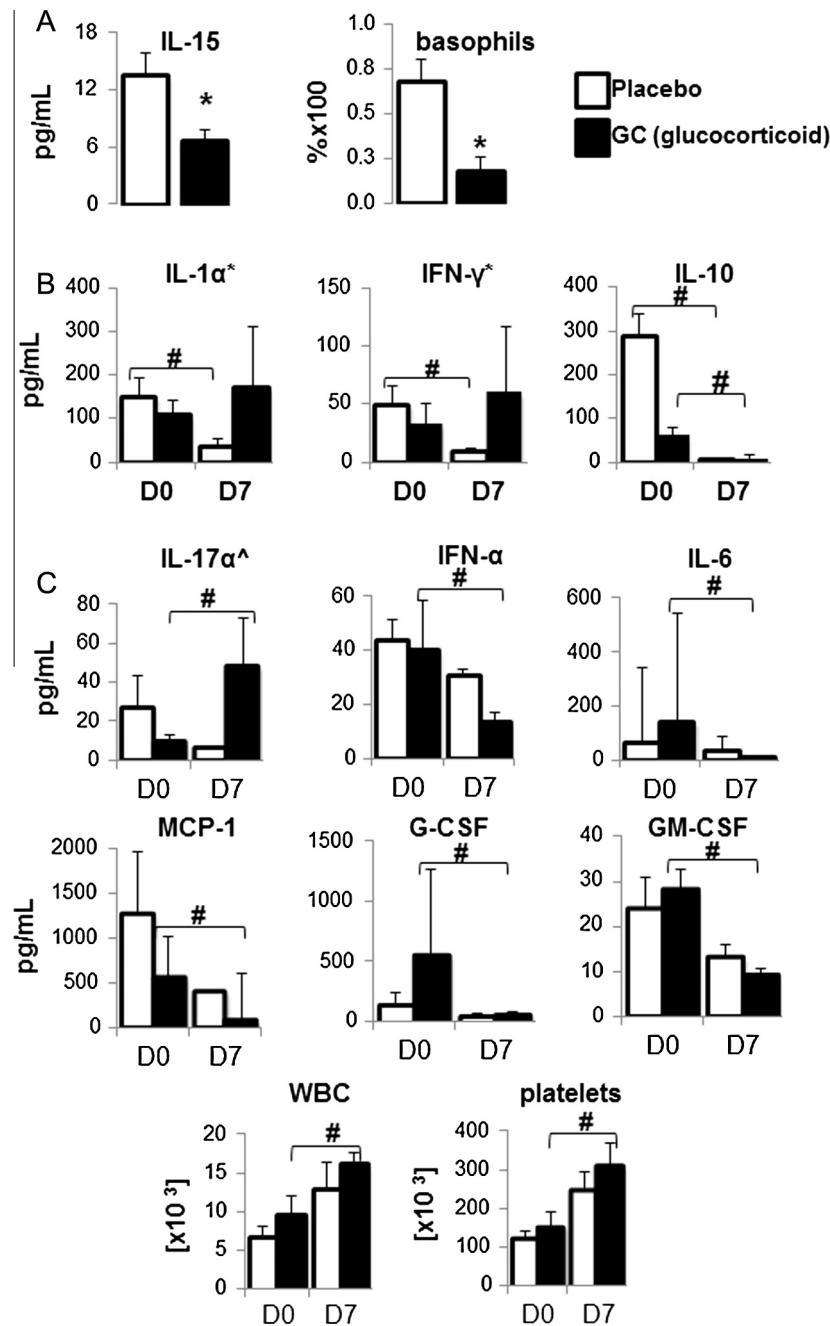 A
IL-15
basophils
pg/mL
18
12
6
0
*
%x100
1.0
0.8
0.5
0.3
0.0
*
Placebo
GC (glucocorticoid)
B
IL-1α*
IFN-γ*
IL-10
pg/mL
400
300
200
100
0
#
D0 D7
150
100
50
0
#
D0 D7
400
300
200
100
0
#
#
D0 D7
C
IL-17α^
IFN-α
IL-6
pg/mL
80
60
40
20
0
#
D0 D7
60
40
20
0
#
D0 D7
600
400
200
0
#
D0 D7
MCP-1
G-CSF
GM-CSF
pg/mL
2000
1500
1000
500
0
#
D0 D7
1500
1000
500
0
#
D0 D7
40
30
20
10
0
#
D0 D7
WBC
platelets
[x10 3]
20
15
10
5
0
#
D0 D7
[x10 3]
400
300
200
100
0
#
D0 D7